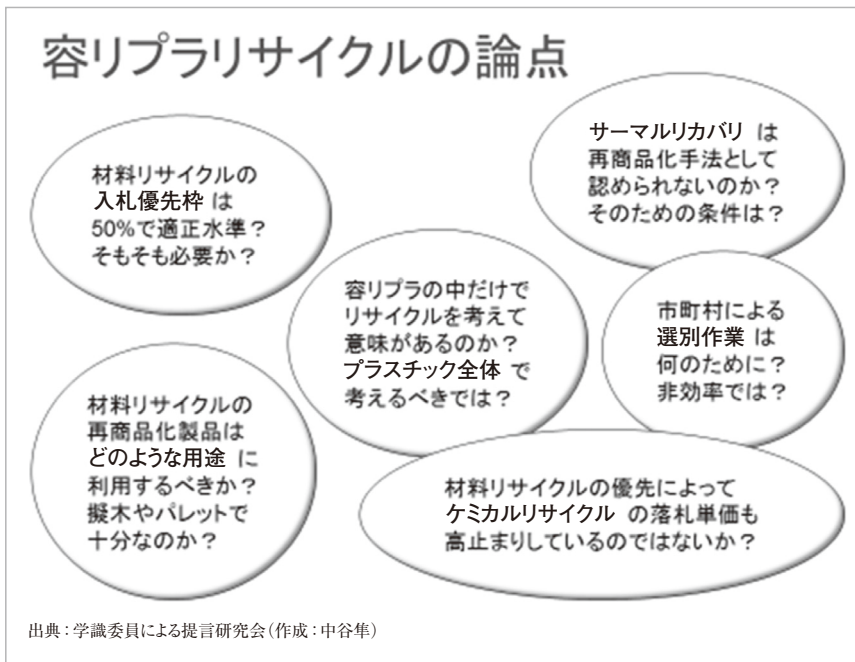 容リプラリサイクルの論点
材料リサイクルの
入札優先枠 は
50%で適正水準？
そもそも必要か？
サーマルリカバリ は
再商品化手法として
認められないのか？
そのための条件は？
容リプラの中だけで
リサイクルを考えて
意味があるのか？
プラスチック全体 で
考えるべきでは？
市町村による
選別作業 は
何のために？
非効率では？
材料リサイクルの
再商品化製品は
どのような用途 に
利用するべきか？
擬木やパレットで
十分なのか？
材料リサイクルの優先によって
ケミカルリサイクル の落札単価も
高止まりしているのではないか？
出典：学識委員による提言研究会（作成：中谷隼）